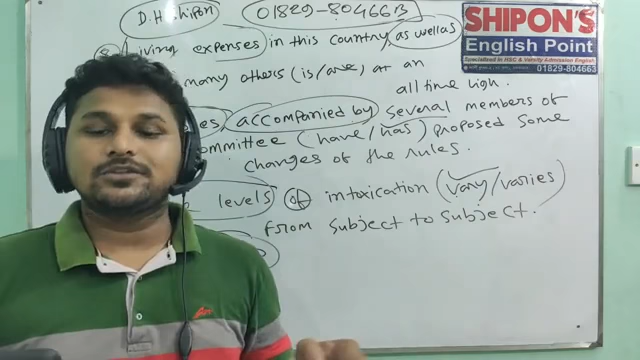 D.H. Shipon 01829-804663
SHIPON'S
English Point
Specialized in HSC & Varsity Admission English
01829-804663
8. Living expenses in this country, as well as
many others (is/are) at an
all time high.
accompanied by several members of
committee (have/has) proposed some
changes of the rules.
levels of intoxication (vary/varies)
from subject to subject.